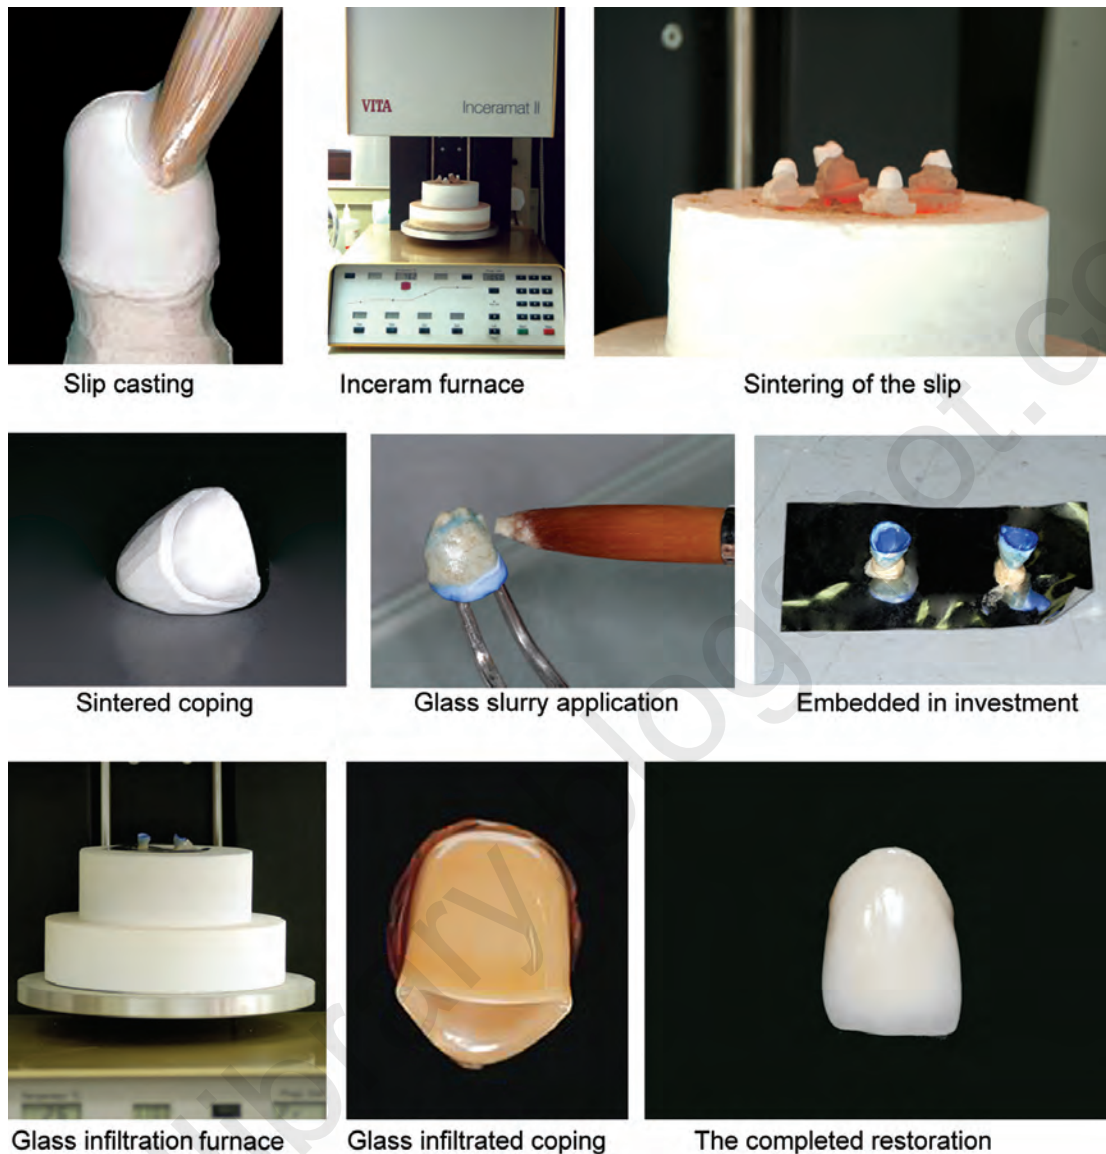 VITA
Inceramat II
Slip casting
Inceram furnace
Sintering of the slip
Sintered coping
Glass slurry application
Embedded in investment
Glass infiltration furnace
Glass infiltrated coping
The completed restoration